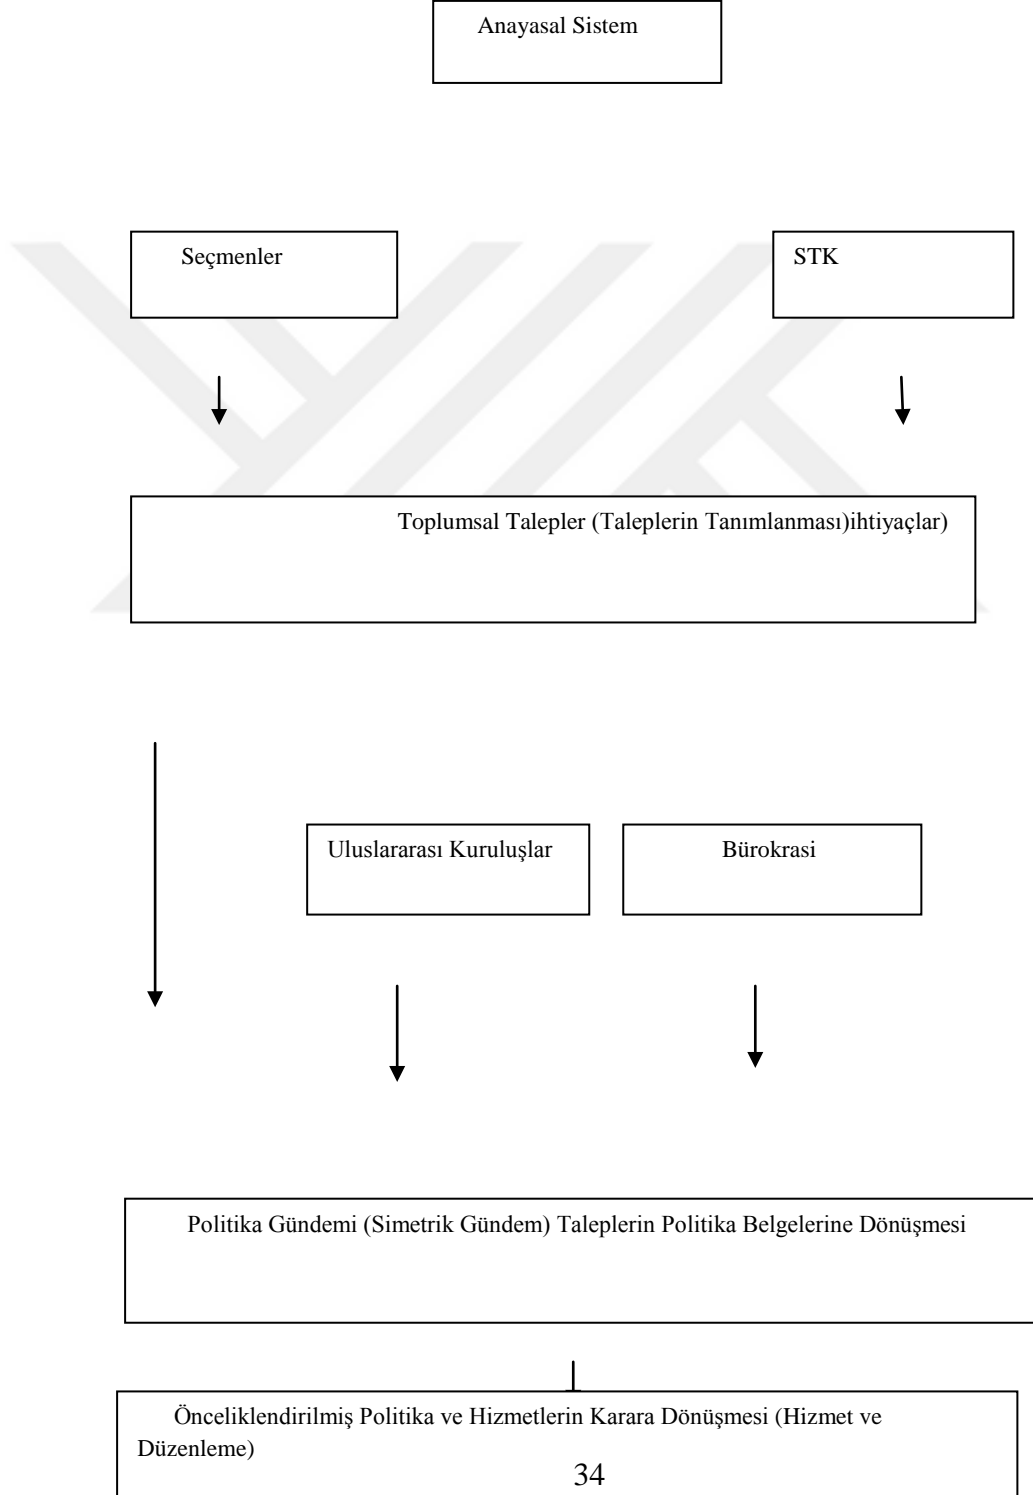 Anayasal Sistem
Seçmenler
STK
Toplumsal Talepler (Taleplerin Tanımlanması)ihtiyaçlar)
Uluslararası Kuruluşlar
Bürokrasi
Politika Gündemi (Simetrik Gündem) Taleplerin Politika Belgelerine Dönüşmesi
Önceliklendirilmiş Politika ve Hizmetlerin Karara Dönüşmesi (Hizmet ve
Düzenleme)
34